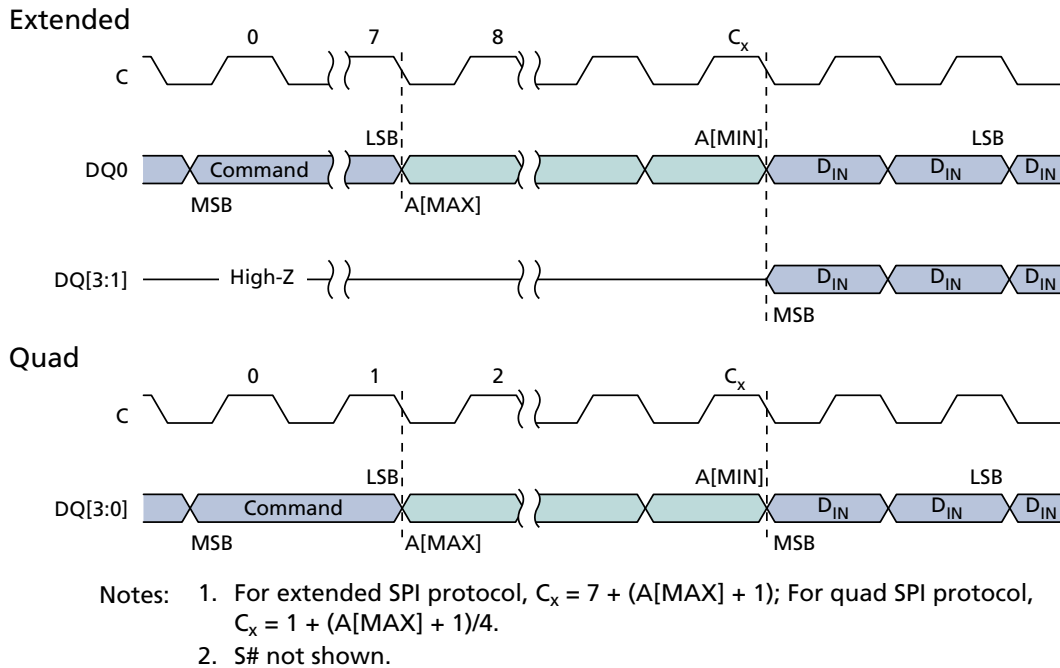 Extended
0 7 8 Cx
C
LSB A[MIN] LSB
DQ0 Command DIN DIN DIN
MSB A[MAX]
DQ[3:1] High-Z DIN DIN DIN
MSB
Quad
0 1 2 Cx
C
LSB A[MIN] LSB
DQ[3:0] Command DIN DIN DIN
MSB A[MAX] MSB
Notes: 1. For extended SPI protocol, Cx = 7 + (A[MAX] + 1); For quad SPI protocol,
Cx = 1 + (A[MAX] + 1)/4.
2. S# not shown.